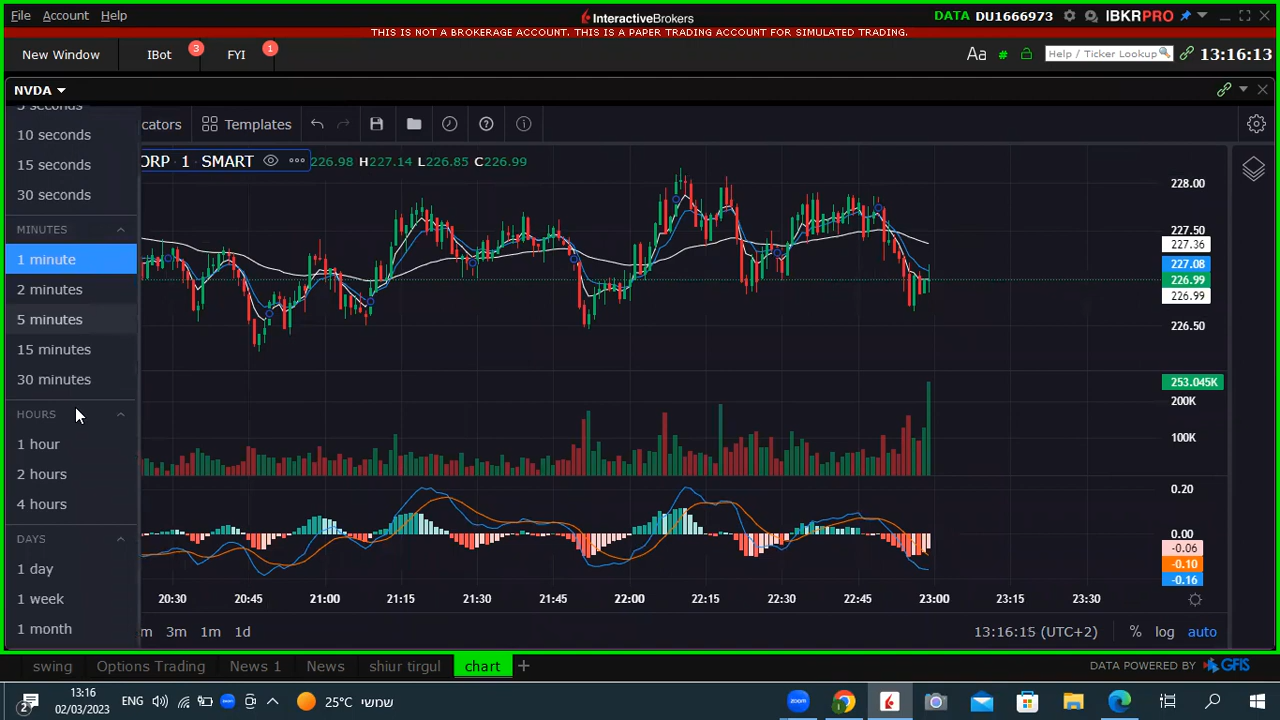 File Account Help
InteractiveBrokers
DATA DU1666973 IBKRPRO
THIS IS NOT A BROKERAGE ACCOUNT. THIS IS A PAPER TRADING ACCOUNT FOR SIMULATED TRADING.
New Window IBot 3 FYI 1
Aa # Help / Ticker Lookup 13:16:13
NVDA
10 seconds
15 seconds
30 seconds
MINUTES
1 minute
2 minutes
5 minutes
15 minutes
30 minutes
HOURS
1 hour
2 hours
4 hours
DAYS
1 day
1 week
1 month
cators Templates
ORP · 1 · SMART 226.98 H227.14 L226.85 C226.99
228.00
227.50
227.36
227.08
226.99
226.99
226.50
253.045K
200K
100K
0.20
0.00
-0.06
-0.10
-0.16
20:30 20:45 21:00 21:15 21:30 21:45 22:00 22:15 22:30 22:45 23:00 23:15 23:30
m 3m 1m 1d 13:16:15 (UTC+2) % log auto
swing Options Trading News 1 News shiur tirgul chart + DATA POWERED BY GFIS
2 13:16
02/03/2023
ENG zoom 25°C שמשי zoom